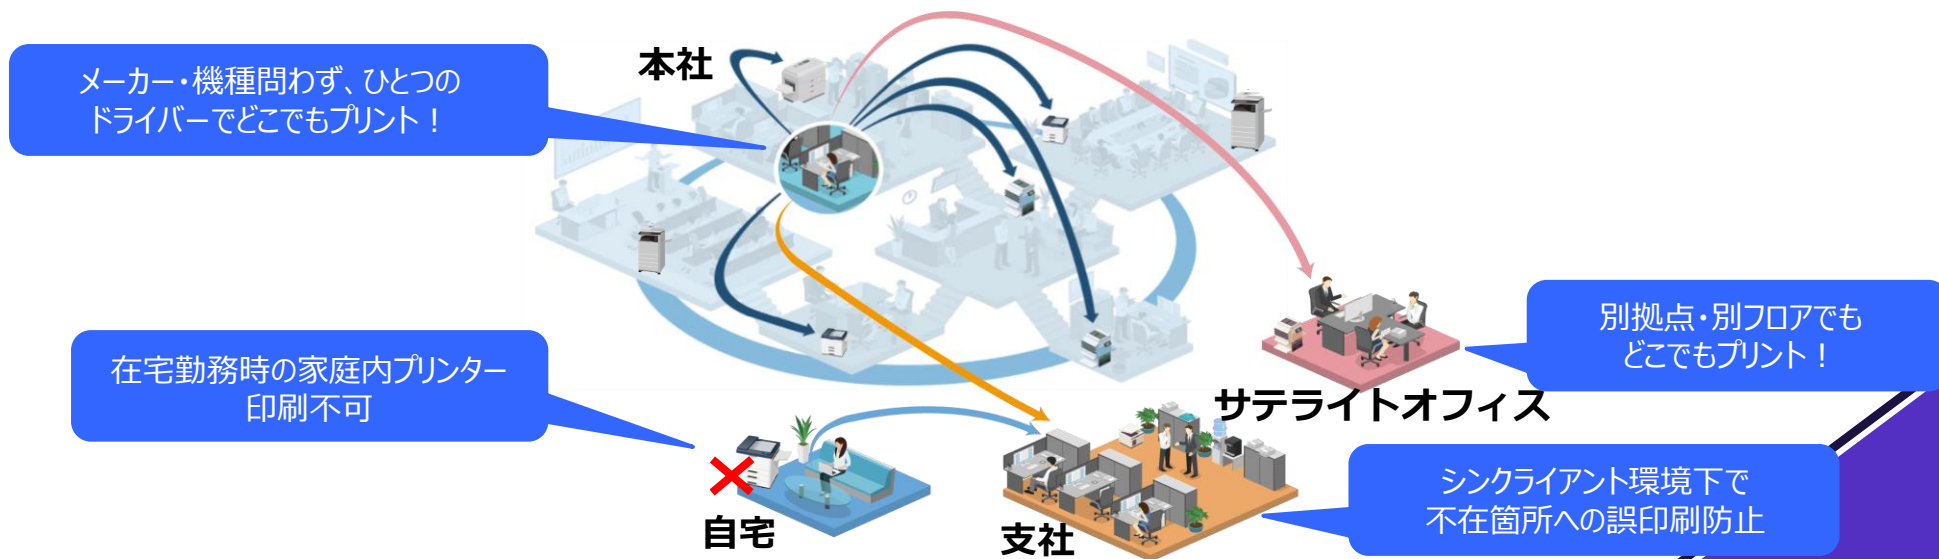 本社
メーカー・機種問わず、ひとつの
ドライバーでどこでもプリント！
別拠点・別フロアでも
どこでもプリント！
在宅勤務時の家庭内プリンター
印刷不可
サテライトオフィス
シンクライアント環境下で
不在箇所への誤印刷防止
自宅
支社